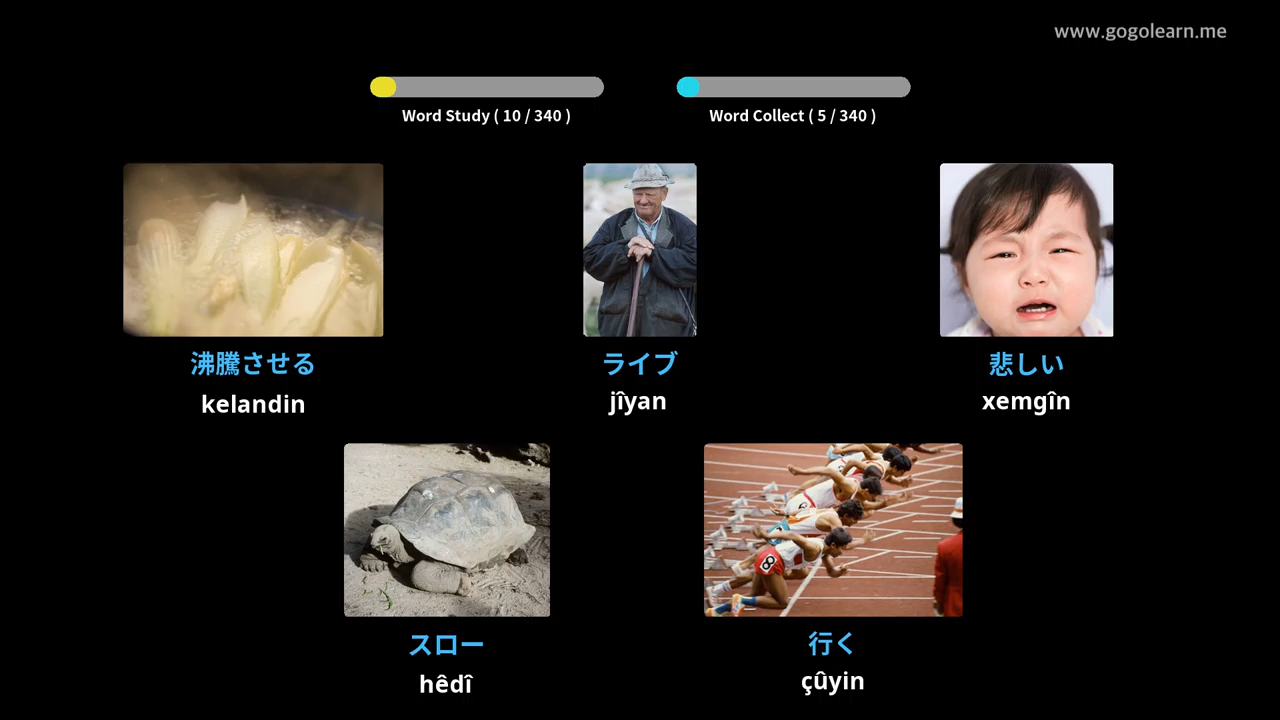 www.gogolearn.me
Word Study ( 10 / 340 )
Word Collect ( 5 / 340 )
沸騰させる
kelandin
ライブ
jîyan
悲しい
xemgîn
スロー
hêdî
行く
çûyin